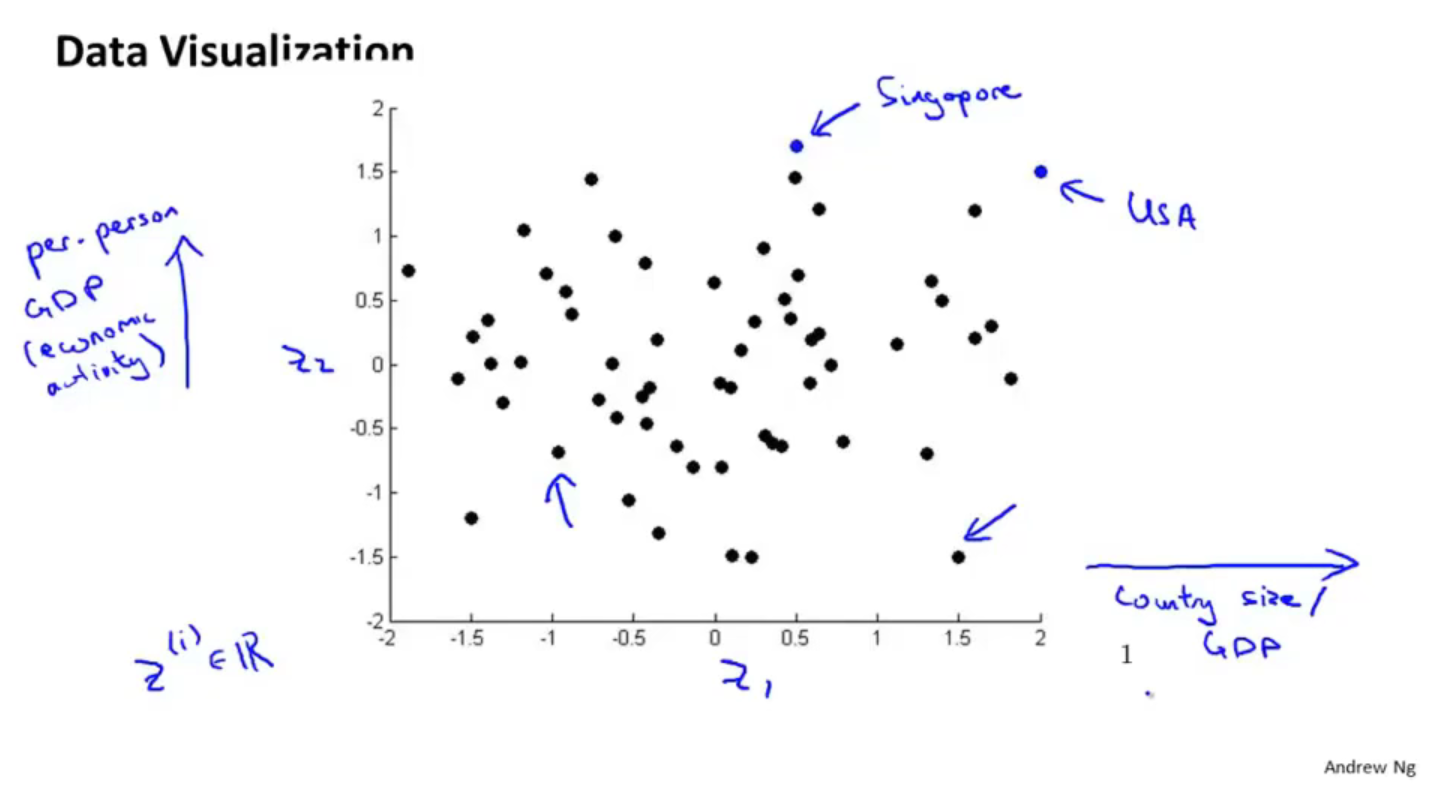 Data Visualization
Singapore
USA
per-person
GDP
(economic
activity)
z2
2
1.5
1
0.5
0
-0.5
-1
-1.5
-2
-2
-1.5
-1
-0.5
0
0.5
1
1.5
2
z1
z(i) ∈ ℝ
Country size/
GDP
1
Andrew Ng